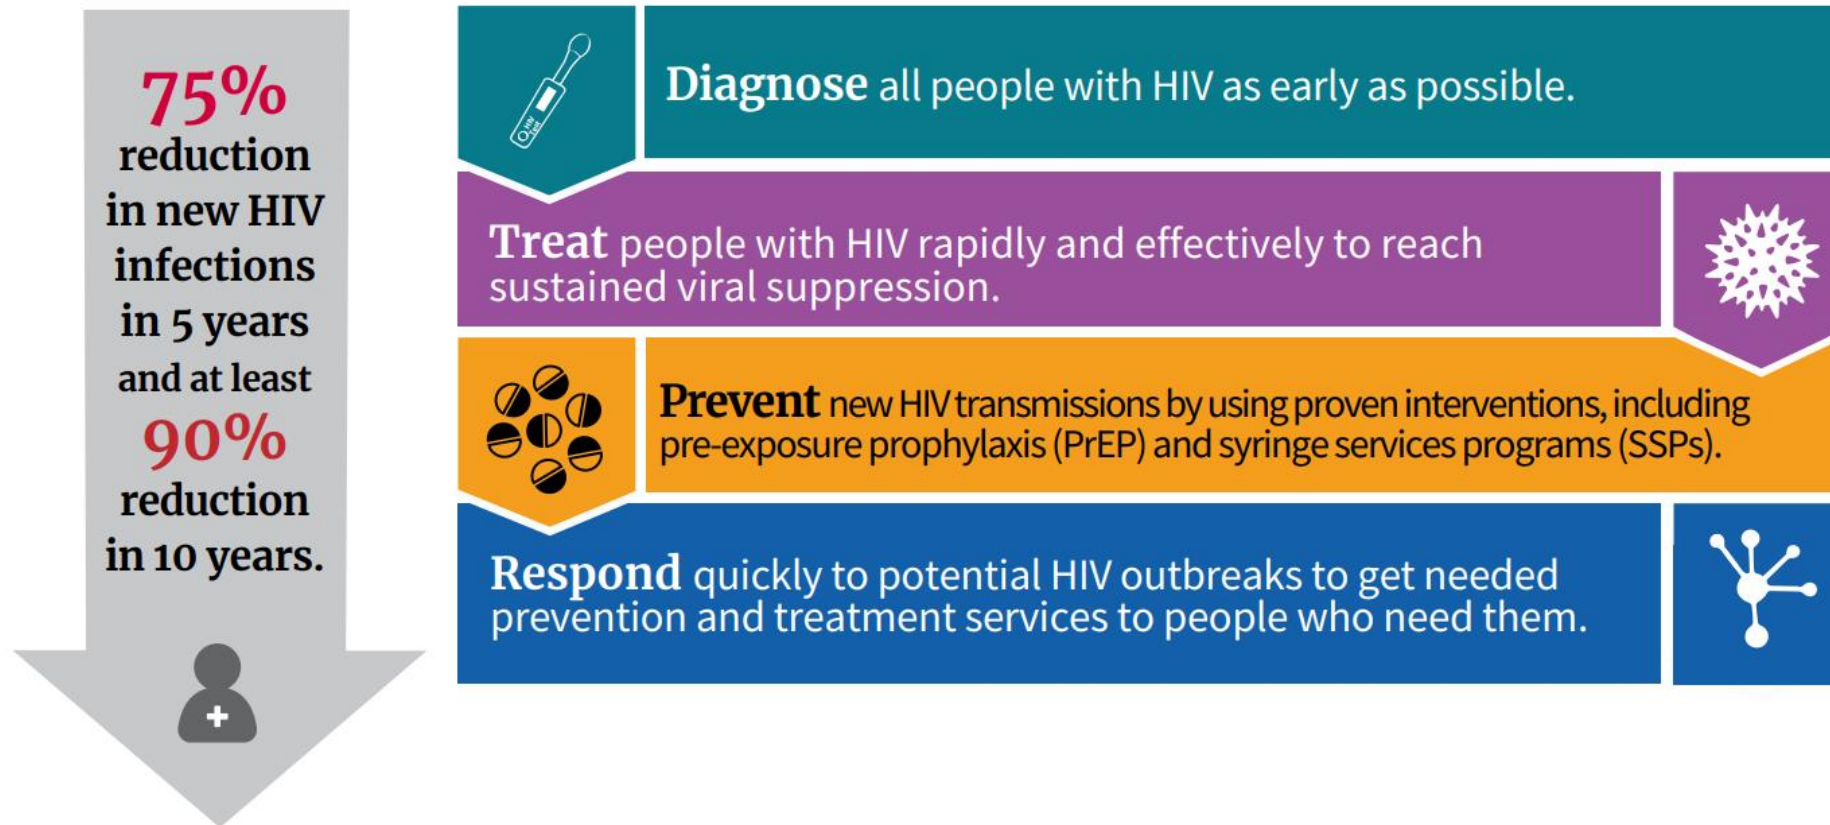 75%
reduction
in new HIV
infections
in 5 years
and at least
90%
reduction
in 10 years.
HIV
Test
Diagnose all people with HIV as early as possible.
Treat people with HIV rapidly and effectively to reach
sustained viral suppression.
Prevent new HIV transmissions by using proven interventions, including
pre-exposure prophylaxis (PrEP) and syringe services programs (SSPs).
Respond quickly to potential HIV outbreaks to get needed
prevention and treatment services to people who need them.